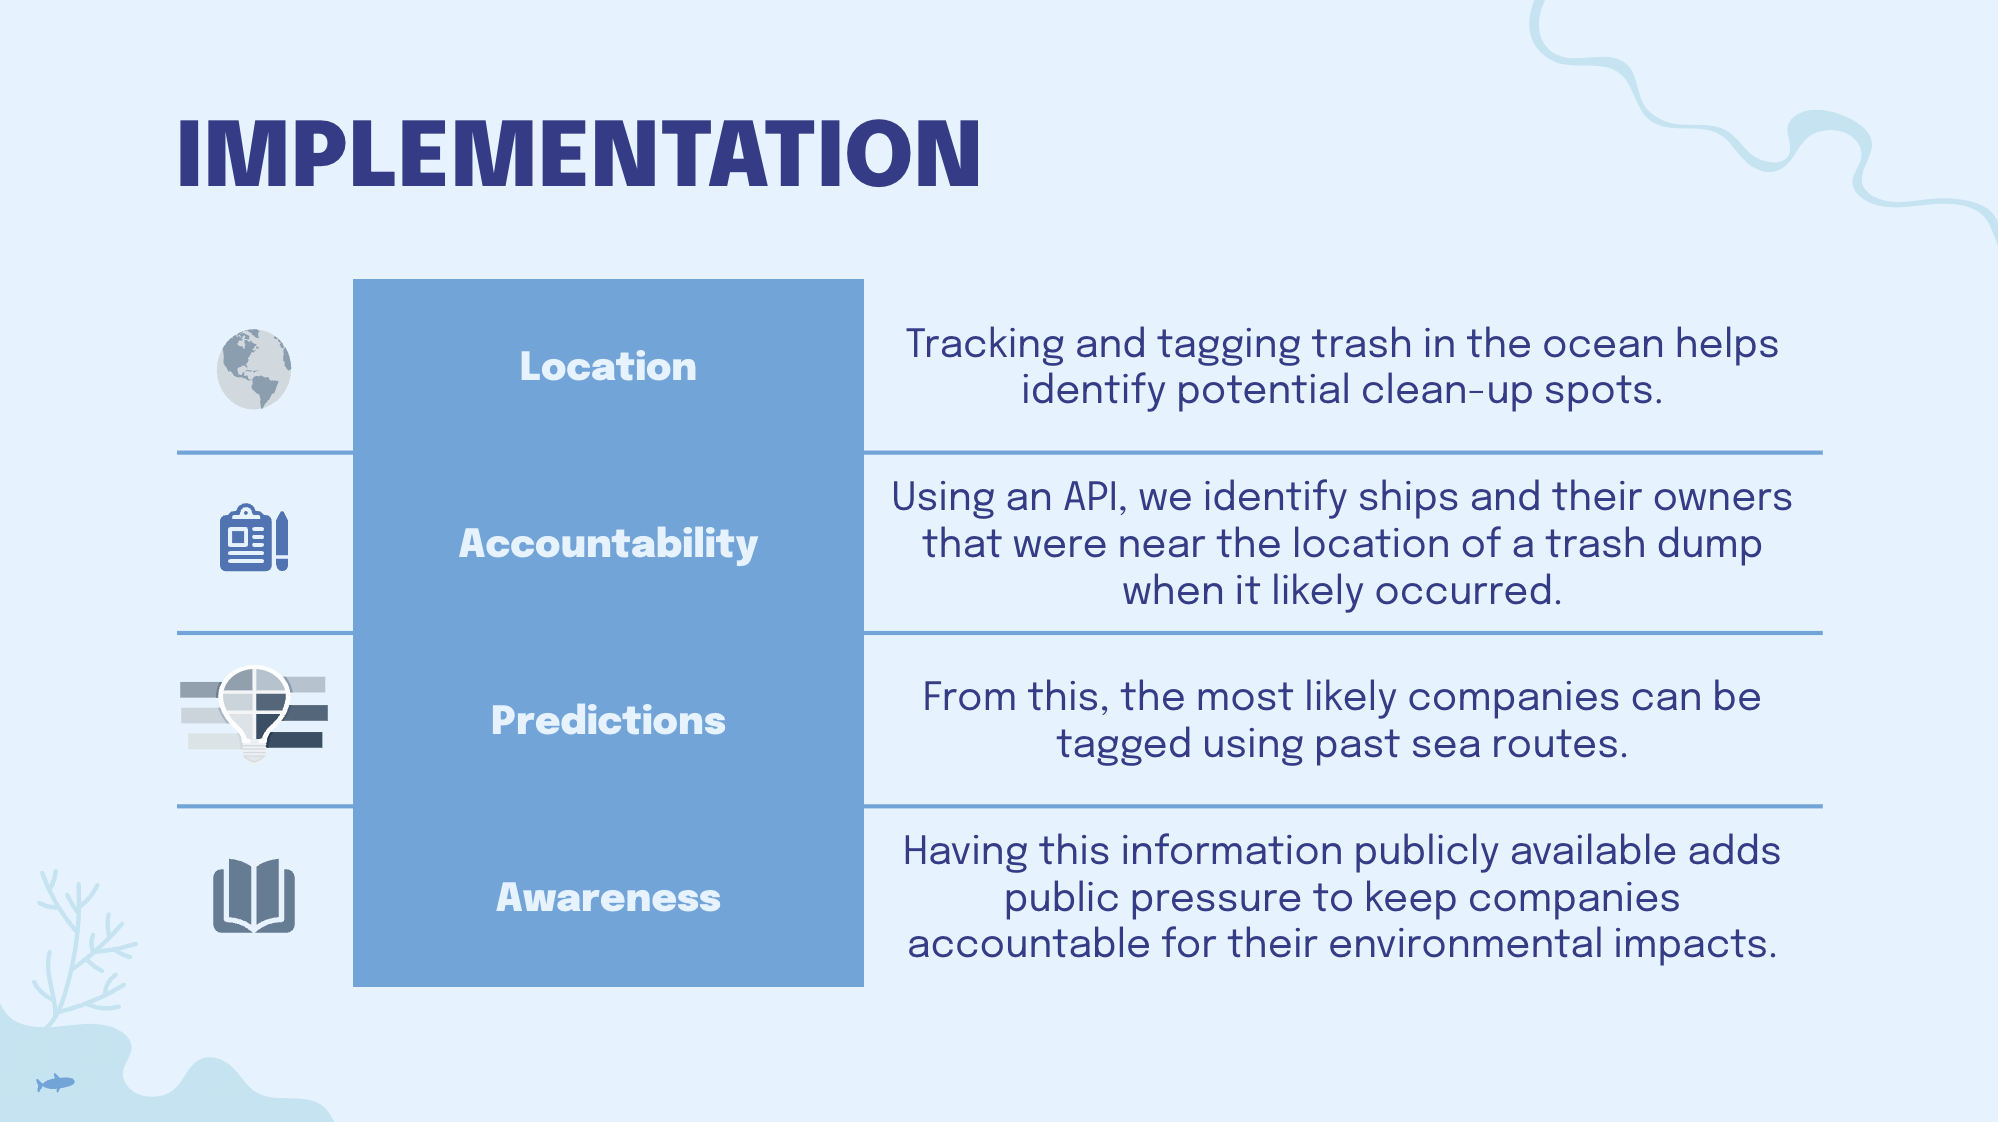 IMPLEMENTATION
Location
Tracking and tagging trash in the ocean helps
identify potential clean-up spots.
Accountability
Using an API, we identify ships and their owners
that were near the location of a trash dump
when it likely occurred.
Predictions
From this, the most likely companies can be
tagged using past sea routes.
Awareness
Having this information publicly available adds
public pressure to keep companies
accountable for their environmental impacts.